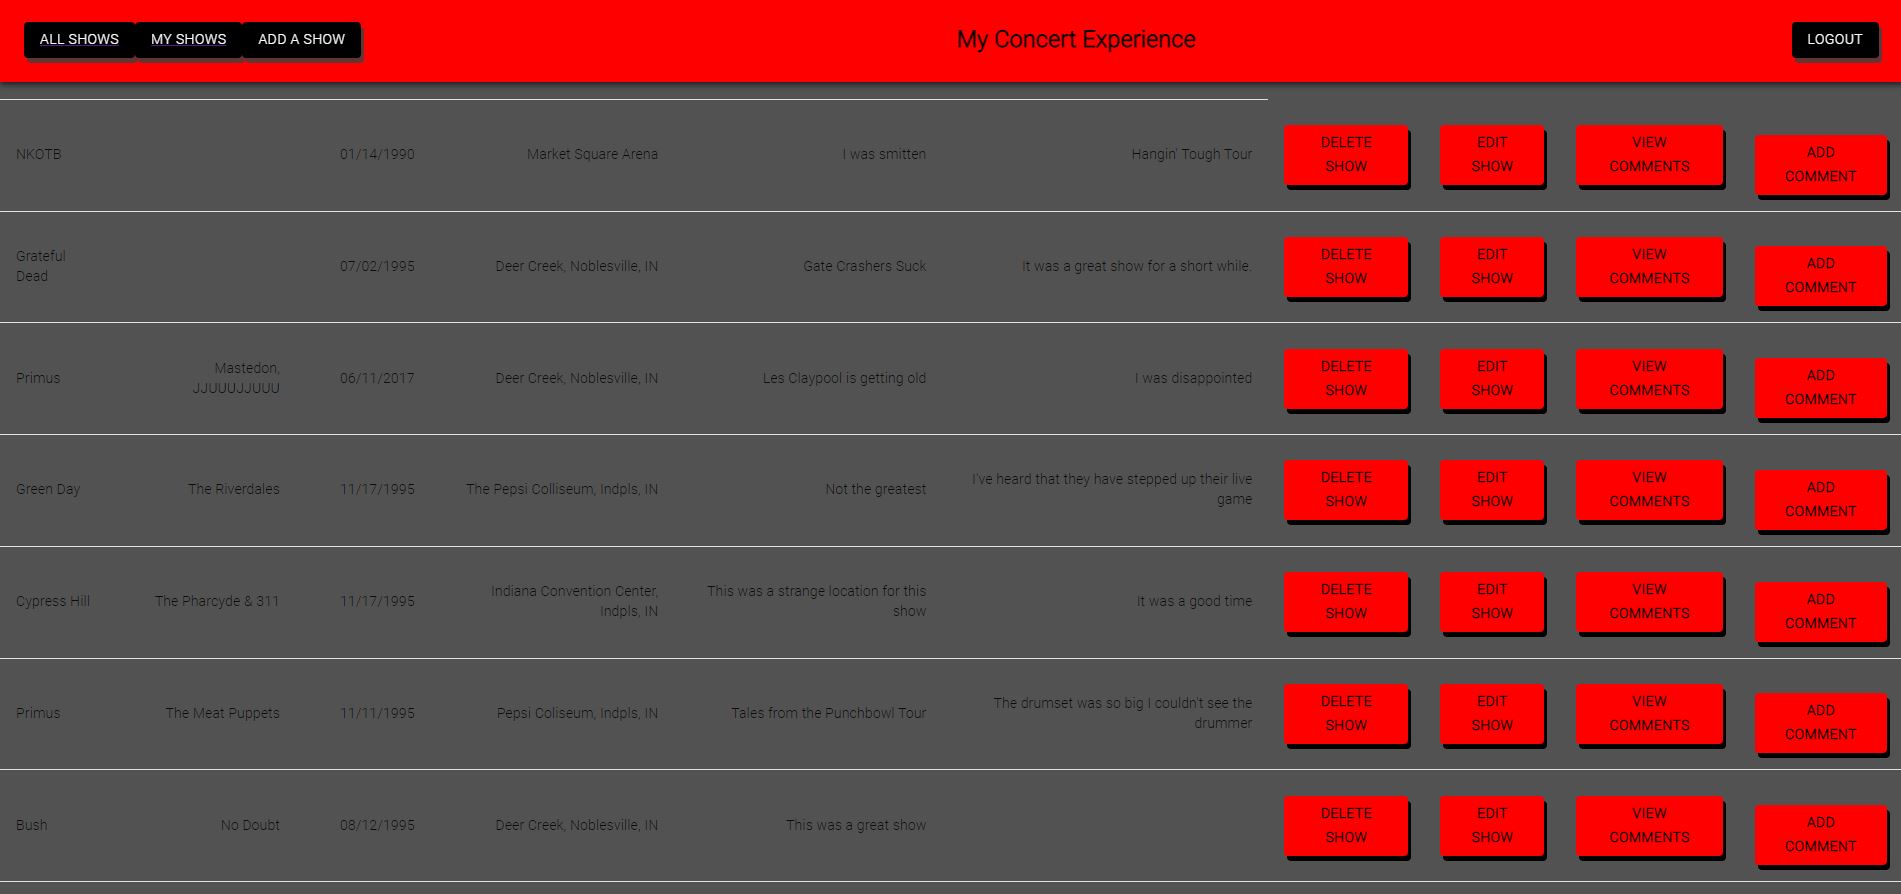 ALL SHOWS MY SHOWS ADD A SHOW My Concert Experience LOGOUT
NKOTB 01/14/1990 Market Square Arena I was smitten Hangin' Tough Tour DELETE SHOW EDIT SHOW VIEW COMMENTS ADD COMMENT
Grateful Dead 07/02/1995 Deer Creek, Noblesville, IN Gate Crashers Suck It was a great show for a short while. DELETE SHOW EDIT SHOW VIEW COMMENTS ADD COMMENT
Primus Mastedon, JJUUUJJUUU 06/11/2017 Deer Creek, Noblesville, IN Les Claypool is getting old I was disappointed DELETE SHOW EDIT SHOW VIEW COMMENTS ADD COMMENT
Green Day The Riverdales 11/17/1995 The Pepsi Colliseum, Indpls, IN Not the greatest I've heard that they have stepped up their live game DELETE SHOW EDIT SHOW VIEW COMMENTS ADD COMMENT
Cypress Hill The Pharcyde & 311 11/17/1995 Indiana Convention Center, Indpls, IN This was a strange location for this show It was a good time DELETE SHOW EDIT SHOW VIEW COMMENTS ADD COMMENT
Primus The Meat Puppets 11/11/1995 Pepsi Coliseum, Indpls, IN Tales from the Punchbowl Tour The drumset was so big I couldn't see the drummer DELETE SHOW EDIT SHOW VIEW COMMENTS ADD COMMENT
Bush No Doubt 08/12/1995 Deer Creek, Noblesville, IN This was a great show DELETE SHOW EDIT SHOW VIEW COMMENTS ADD COMMENT